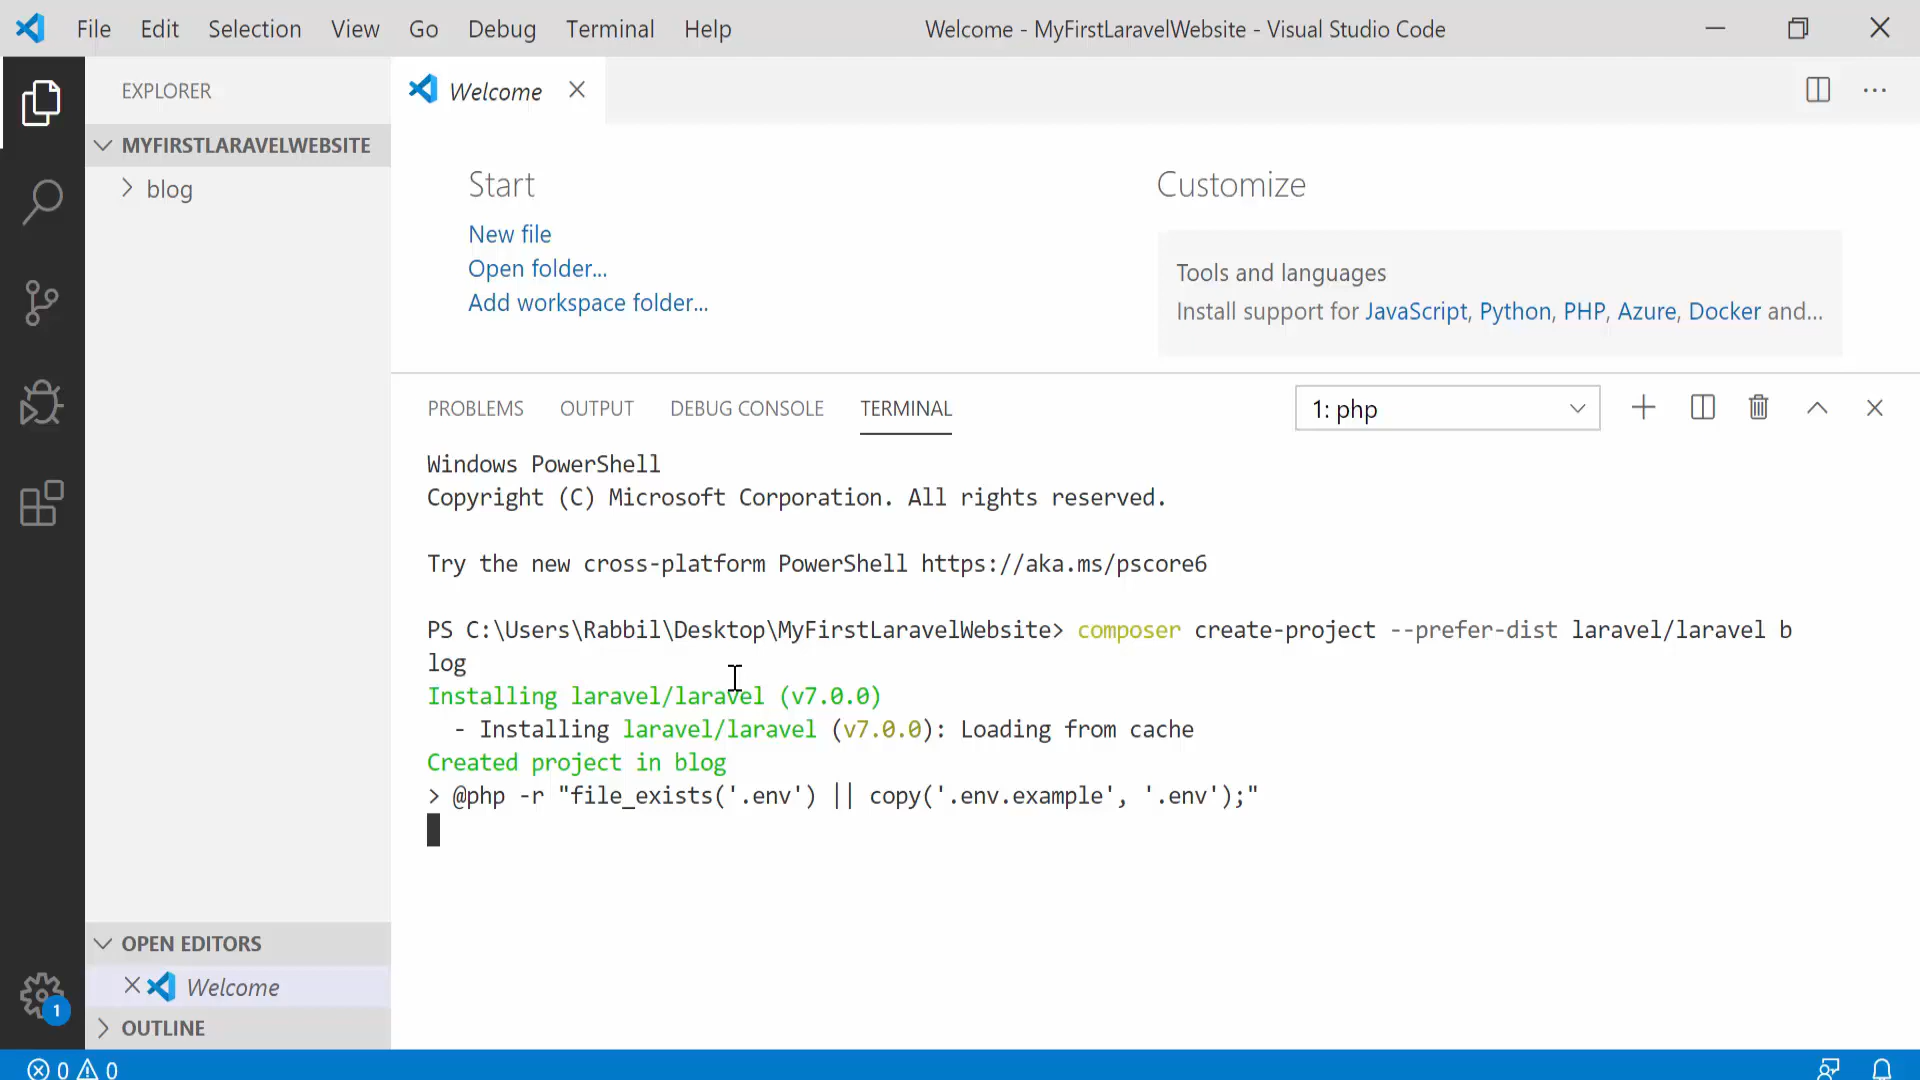 File Edit Selection View Go Debug Terminal Help Welcome - MyFirstLaravelWebsite - Visual Studio Code
EXPLORER
MYFIRSTLARAVELWEBSITE
blog
Welcome
Start
New file
Open folder...
Add workspace folder...
Customize
Tools and languages
Install support for JavaScript, Python, PHP, Azure, Docker and...
PROBLEMS OUTPUT DEBUG CONSOLE TERMINAL 1: php
Windows PowerShell
Copyright (C) Microsoft Corporation. All rights reserved.
Try the new cross-platform PowerShell https://aka.ms/pscore6
PS C:\Users\Rabbil\Desktop\MyFirstLaravelWebsite> composer create-project --prefer-dist laravel/laravel b
log
Installing laravel/laravel (v7.0.0)
- Installing laravel/laravel (v7.0.0): Loading from cache
Created project in blog
> @php -r "file_exists('.env') || copy('.env.example', '.env');"
OPEN EDITORS
Welcome
OUTLINE
1
0 0